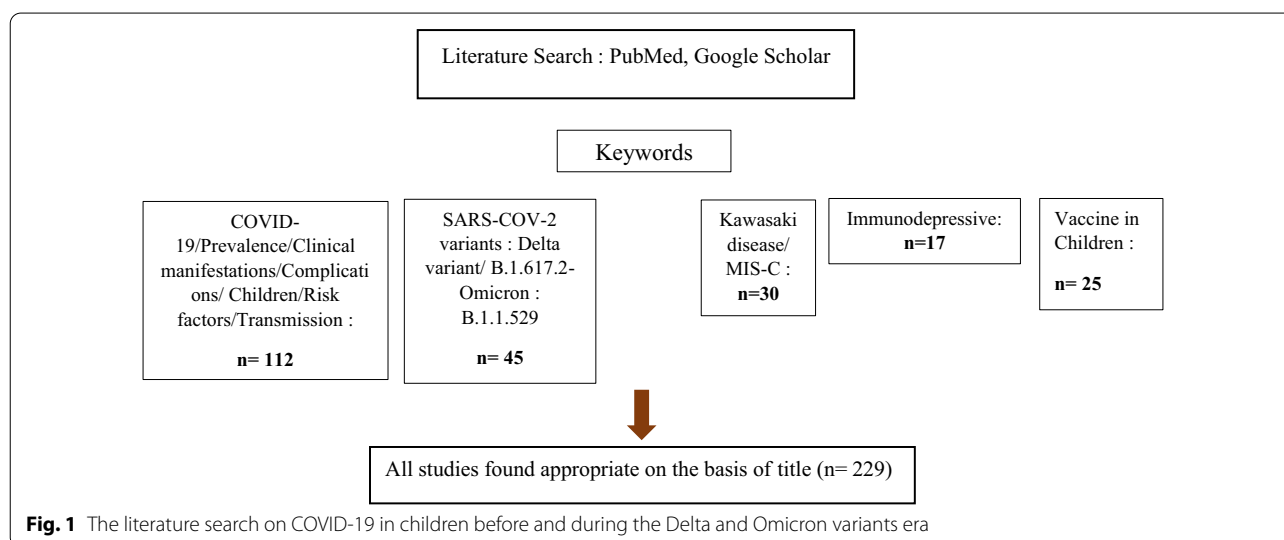 Literature Search : PubMed, Google Scholar
Keywords
COVID-
19/Prevalence/Clinical
manifestations/Complicati
ons/ Children/Risk
factors/Transmission :
n= 112
SARS-COV-2
variants : Delta
variant/ B.1.617.2-
Omicron :
B.1.1.529
n= 45
Kawasaki
disease/
MIS-C :
n=30
Immunodepressive:
n=17
Vaccine in
Children :
n= 25
All studies found appropriate on the basis of title (n= 229)
Fig. 1 The literature search on COVID-19 in children before and during the Delta and Omicron variants era